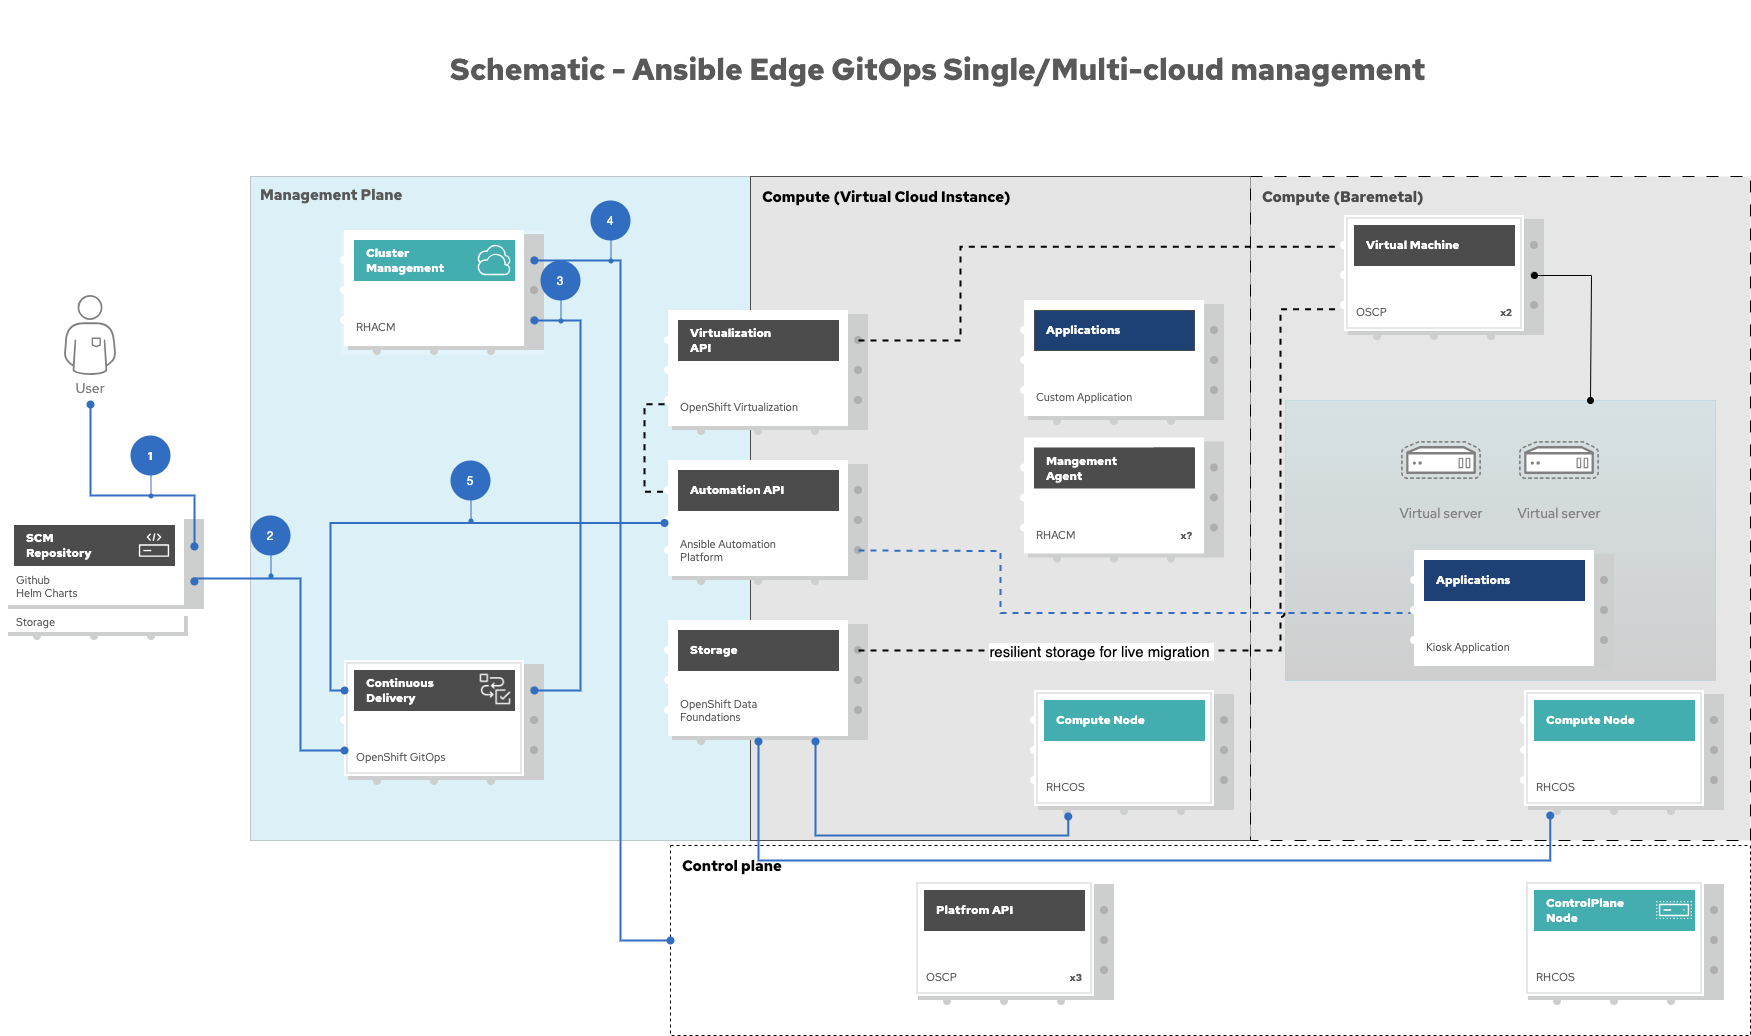 Schematic - Ansible Edge GitOps Single/Multi-cloud management
Management Plane
Compute (Virtual Cloud Instance)
Compute (Baremetal)
4
3
Cluster
Management
RHACM
Virtualization
API
OpenShift Virtualization
Applications
Custom Application
Virtual Machine
OSCP
x2
User
1
2
5
SCM
Repository
Github
Helm Charts
Storage
Automation API
Ansible Automation
Platform
Mangement
Agent
RHACM
x?
Virtual server
Virtual server
Applications
Kiosk Application
Storage
OpenShift Data
Foundations
resilient storage for live migration
Continuous
Delivery
OpenShift GitOps
Compute Node
RHCOS
Compute Node
RHCOS
Control plane
Platfrom API
OSCP
x3
ControlPlane
Node
RHCOS